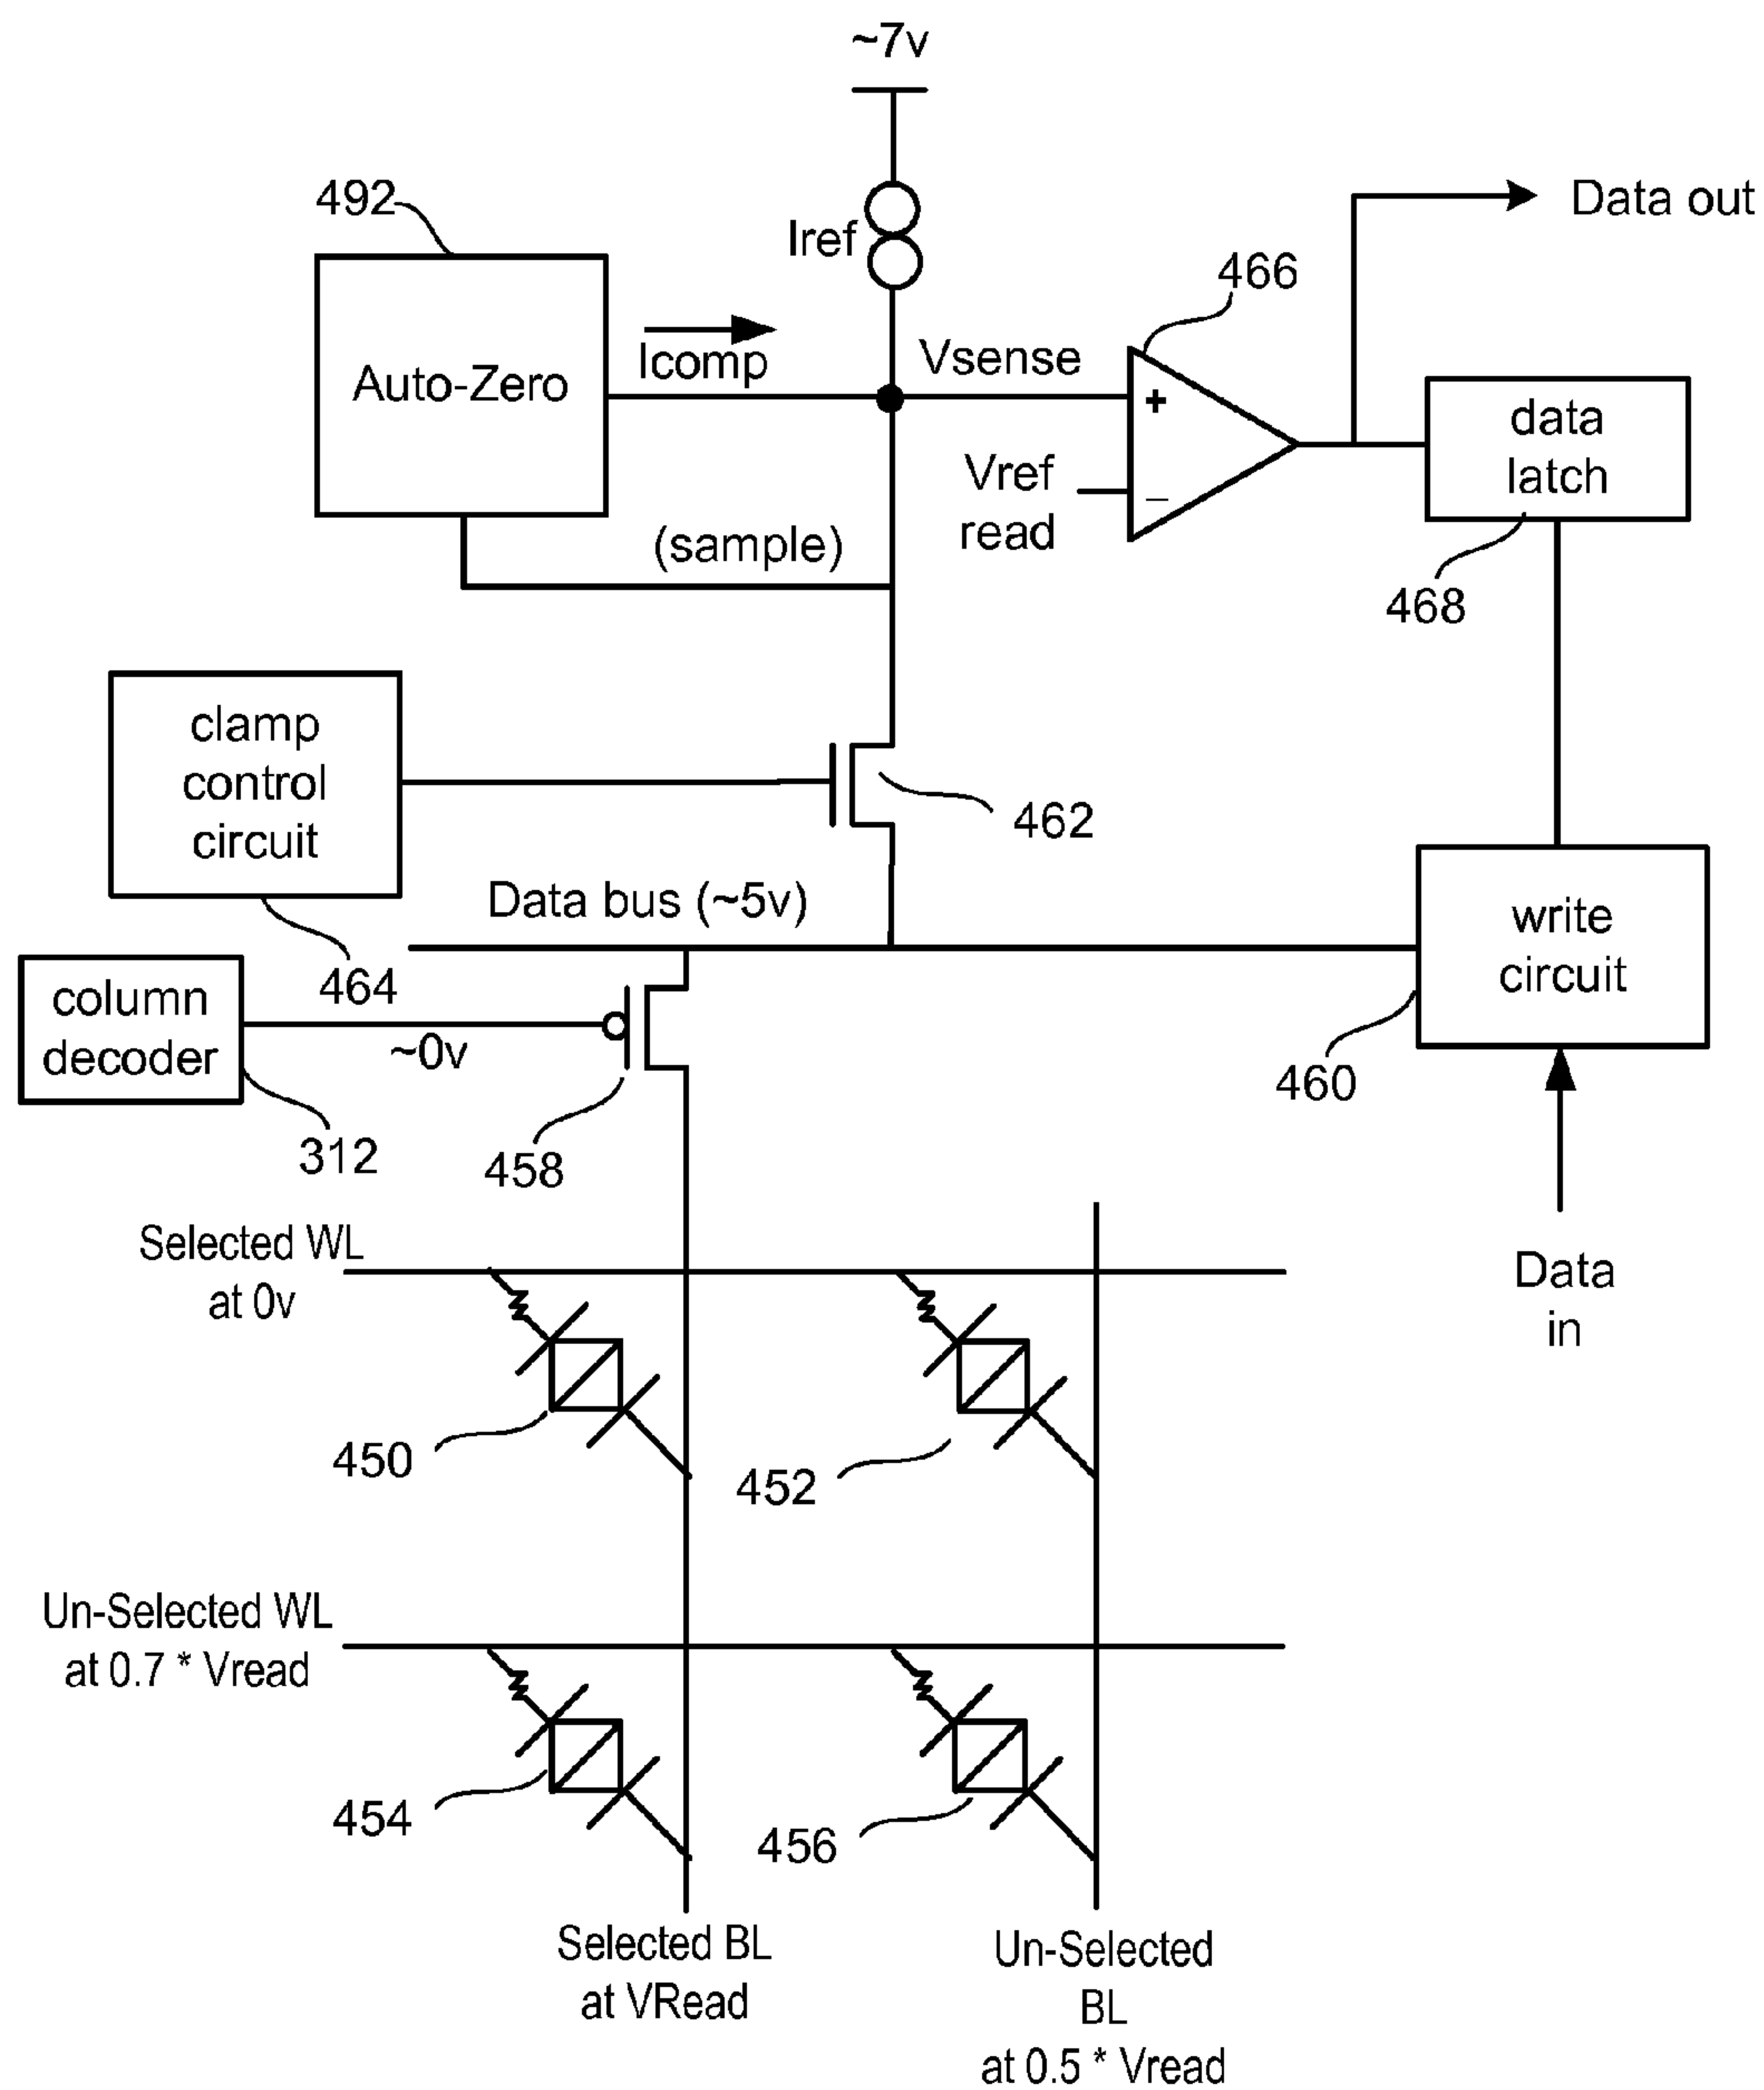 ~7v
492
Iref
Data out
466
Icomp
Vsense
Auto-Zero
+
data
latch
Vref
read
–
(sample)
468
clamp
control
circuit
462
Data bus (~5v)
write
circuit
464
column
decoder
~0v
460
312
458
Selected WL
at 0v
Data
in
450
452
Un-Selected WL
at 0.7 * Vread
454
456
Selected BL
at VRead
Un-Selected
BL
at 0.5 * Vread